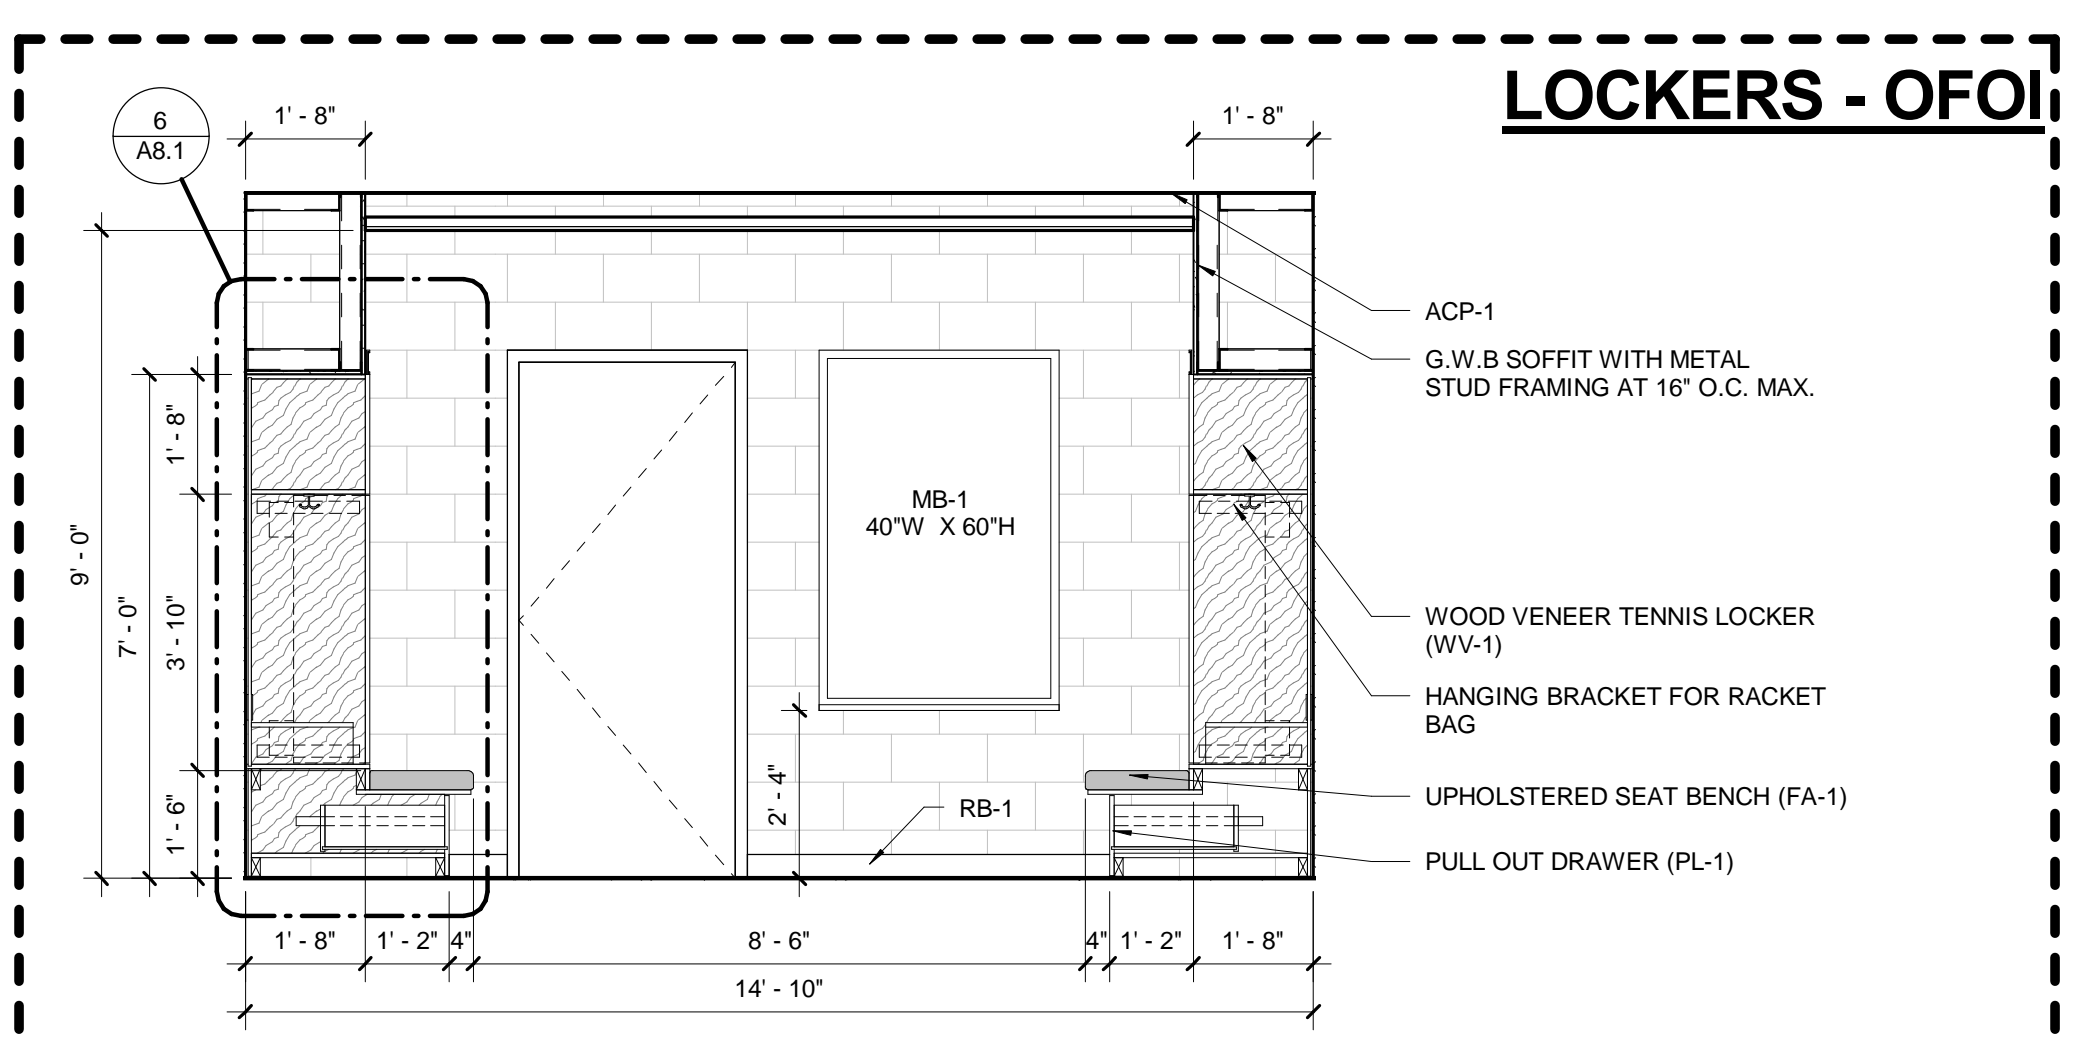 LOCKERS - OFOI
6
A8.1
1' - 8"
1' - 8"
ACP-1
G.W.B SOFFIT WITH METAL
STUD FRAMING AT 16" O.C. MAX.
1' - 8"
MB-1
40"W X 60"H
9' - 0"
7' - 0"
3' - 10"
WOOD VENEER TENNIS LOCKER
(WV-1)
HANGING BRACKET FOR RACKET
BAG
2' - 4"
1' - 6"
RB-1
UPHOLSTERED SEAT BENCH (FA-1)
PULL OUT DRAWER (PL-1)
1' - 8"
1' - 2"
4"
8' - 6"
4"
1' - 2"
1' - 8"
14' - 10"